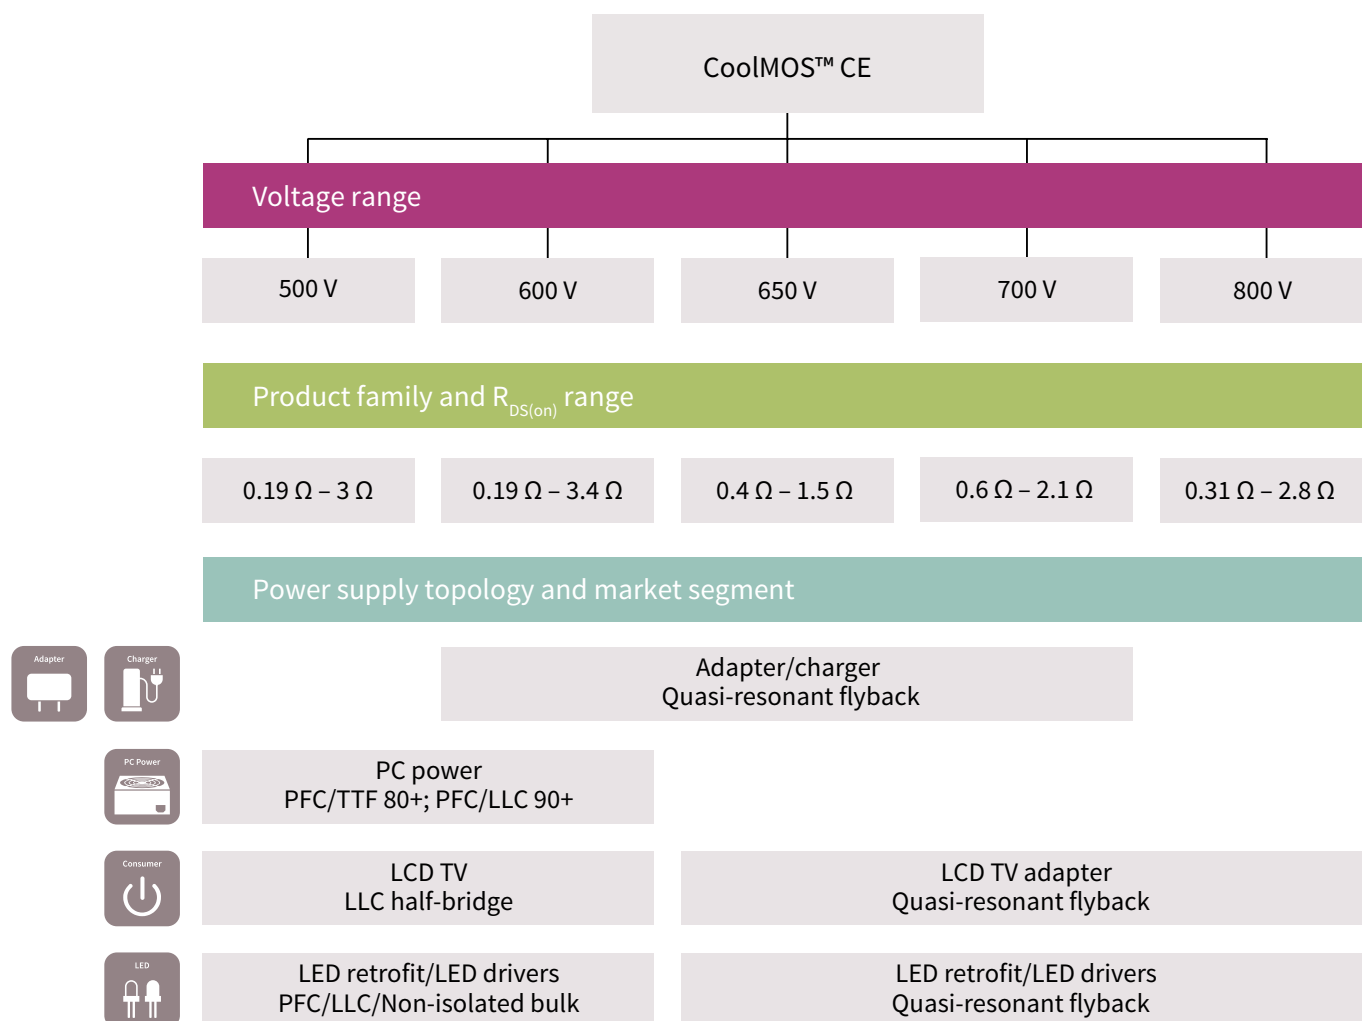 CoolMOS™ CE
Voltage range
500 V
600 V
650 V
700 V
800 V
Product family and RDS(on) range
0.19 Ω – 3 Ω
0.19 Ω – 3.4 Ω
0.4 Ω – 1.5 Ω
0.6 Ω – 2.1 Ω
0.31 Ω – 2.8 Ω
Power supply topology and market segment
Adapter
Charger
Adapter/charger
Quasi-resonant flyback
PC Power
PC power
PFC/TTF 80+; PFC/LLC 90+
Consumer
LCD TV
LLC half-bridge
LCD TV adapter
Quasi-resonant flyback
LED
LED retrofit/LED drivers
PFC/LLC/Non-isolated bulk
LED retrofit/LED drivers
Quasi-resonant flyback